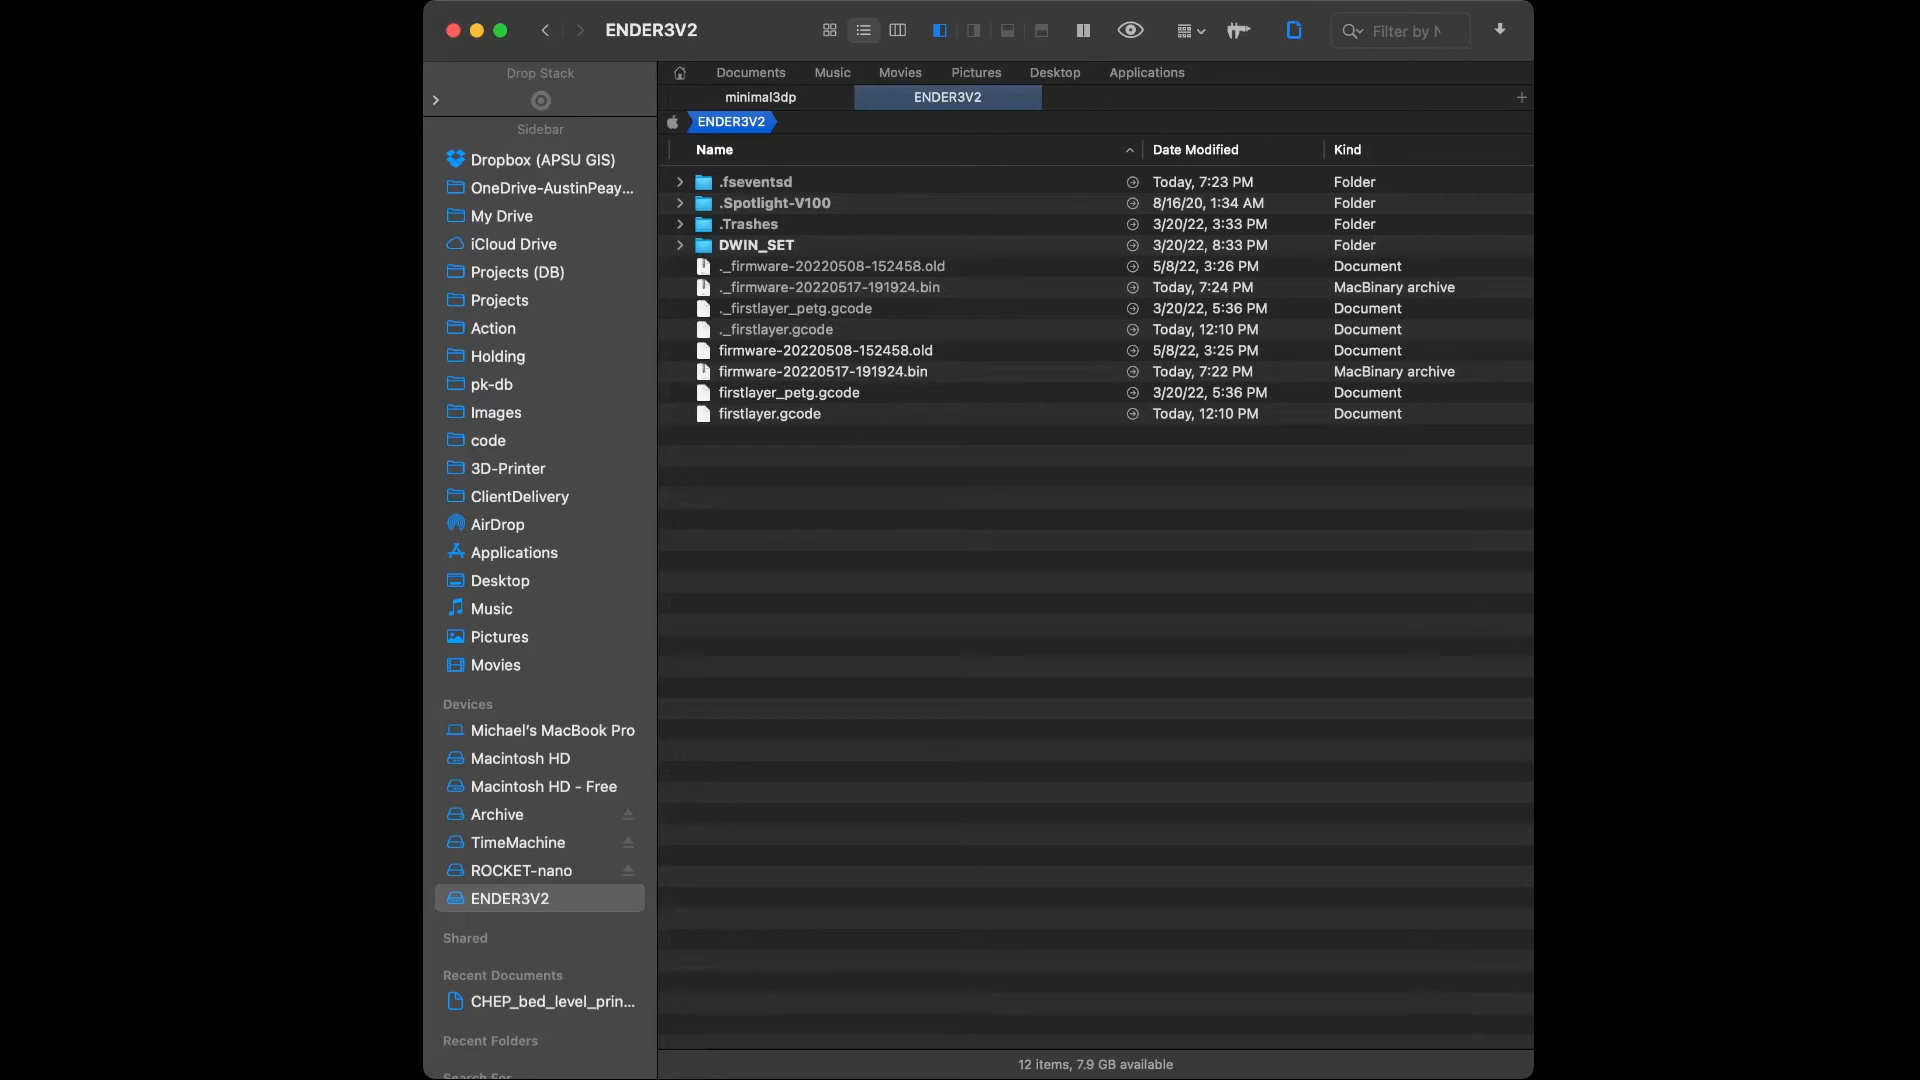 ENDER3V2
Filter by N
Drop Stack
Documents Music Movies Pictures Desktop Applications
minimal3dp ENDER3V2
ENDER3V2
Sidebar
Dropbox (APSU GIS)
OneDrive-AustinPeay...
My Drive
iCloud Drive
Projects (DB)
Projects
Action
Holding
pk-db
Images
code
3D-Printer
ClientDelivery
AirDrop
Applications
Desktop
Music
Pictures
Movies
Devices
Michael's MacBook Pro
Macintosh HD
Macintosh HD - Free
Archive
TimeMachine
ROCKET-nano
ENDER3V2
Shared
Recent Documents
CHEP_bed_level_prin...
Recent Folders
Search For
Name Date Modified Kind
.fseventsd Today, 7:23 PM Folder
.Spotlight-V100 8/16/20, 1:34 AM Folder
.Trashes 3/20/22, 3:33 PM Folder
DWIN_SET 3/20/22, 8:33 PM Folder
._firmware-20220508-152458.old 5/8/22, 3:26 PM Document
._firmware-20220517-191924.bin Today, 7:24 PM MacBinary archive
._firstlayer_petg.gcode 3/20/22, 5:36 PM Document
._firstlayer.gcode Today, 12:10 PM Document
firmware-20220508-152458.old 5/8/22, 3:25 PM Document
firmware-20220517-191924.bin Today, 7:22 PM MacBinary archive
firstlayer_petg.gcode 3/20/22, 5:36 PM Document
firstlayer.gcode Today, 12:10 PM Document
12 items, 7.9 GB available